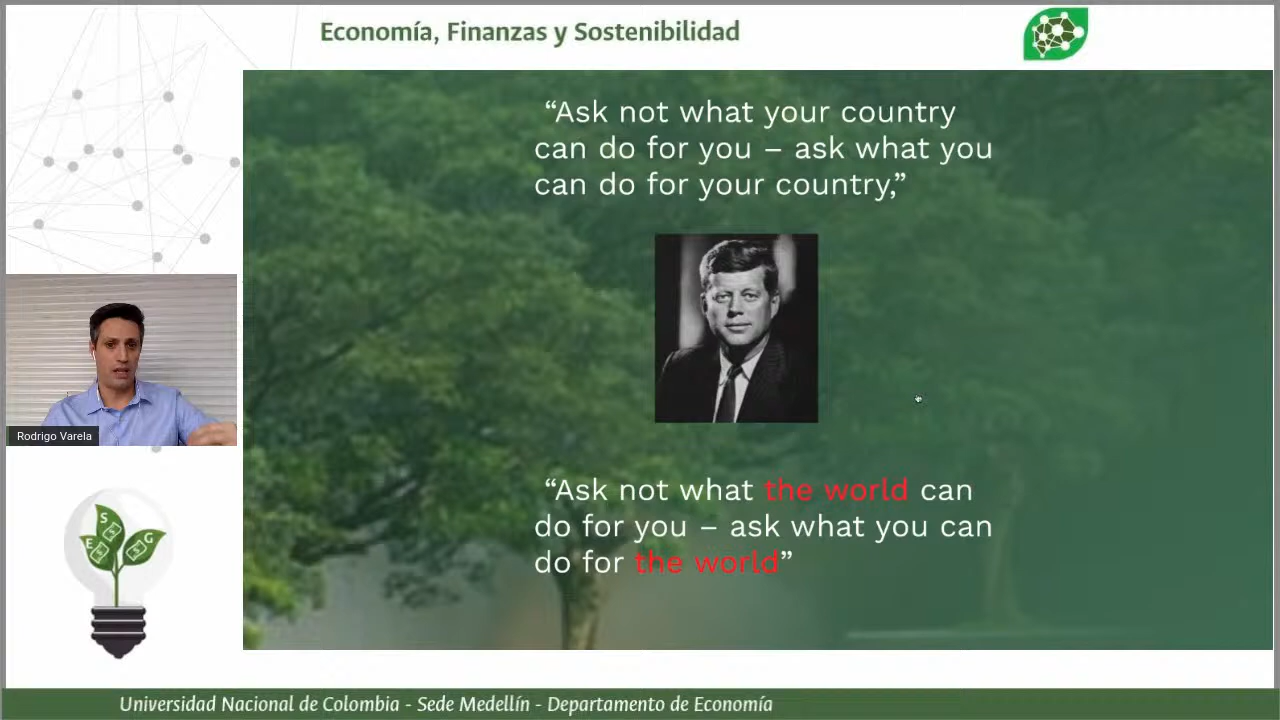 Economía, Finanzas y Sostenibilidad
“Ask not what your country
can do for you – ask what you
can do for your country,”
Rodrigo Varela
“Ask not what the world can
do for you – ask what you can
do for the world”
S
E
G
Universidad Nacional de Colombia - Sede Medellín - Departamento de Economía